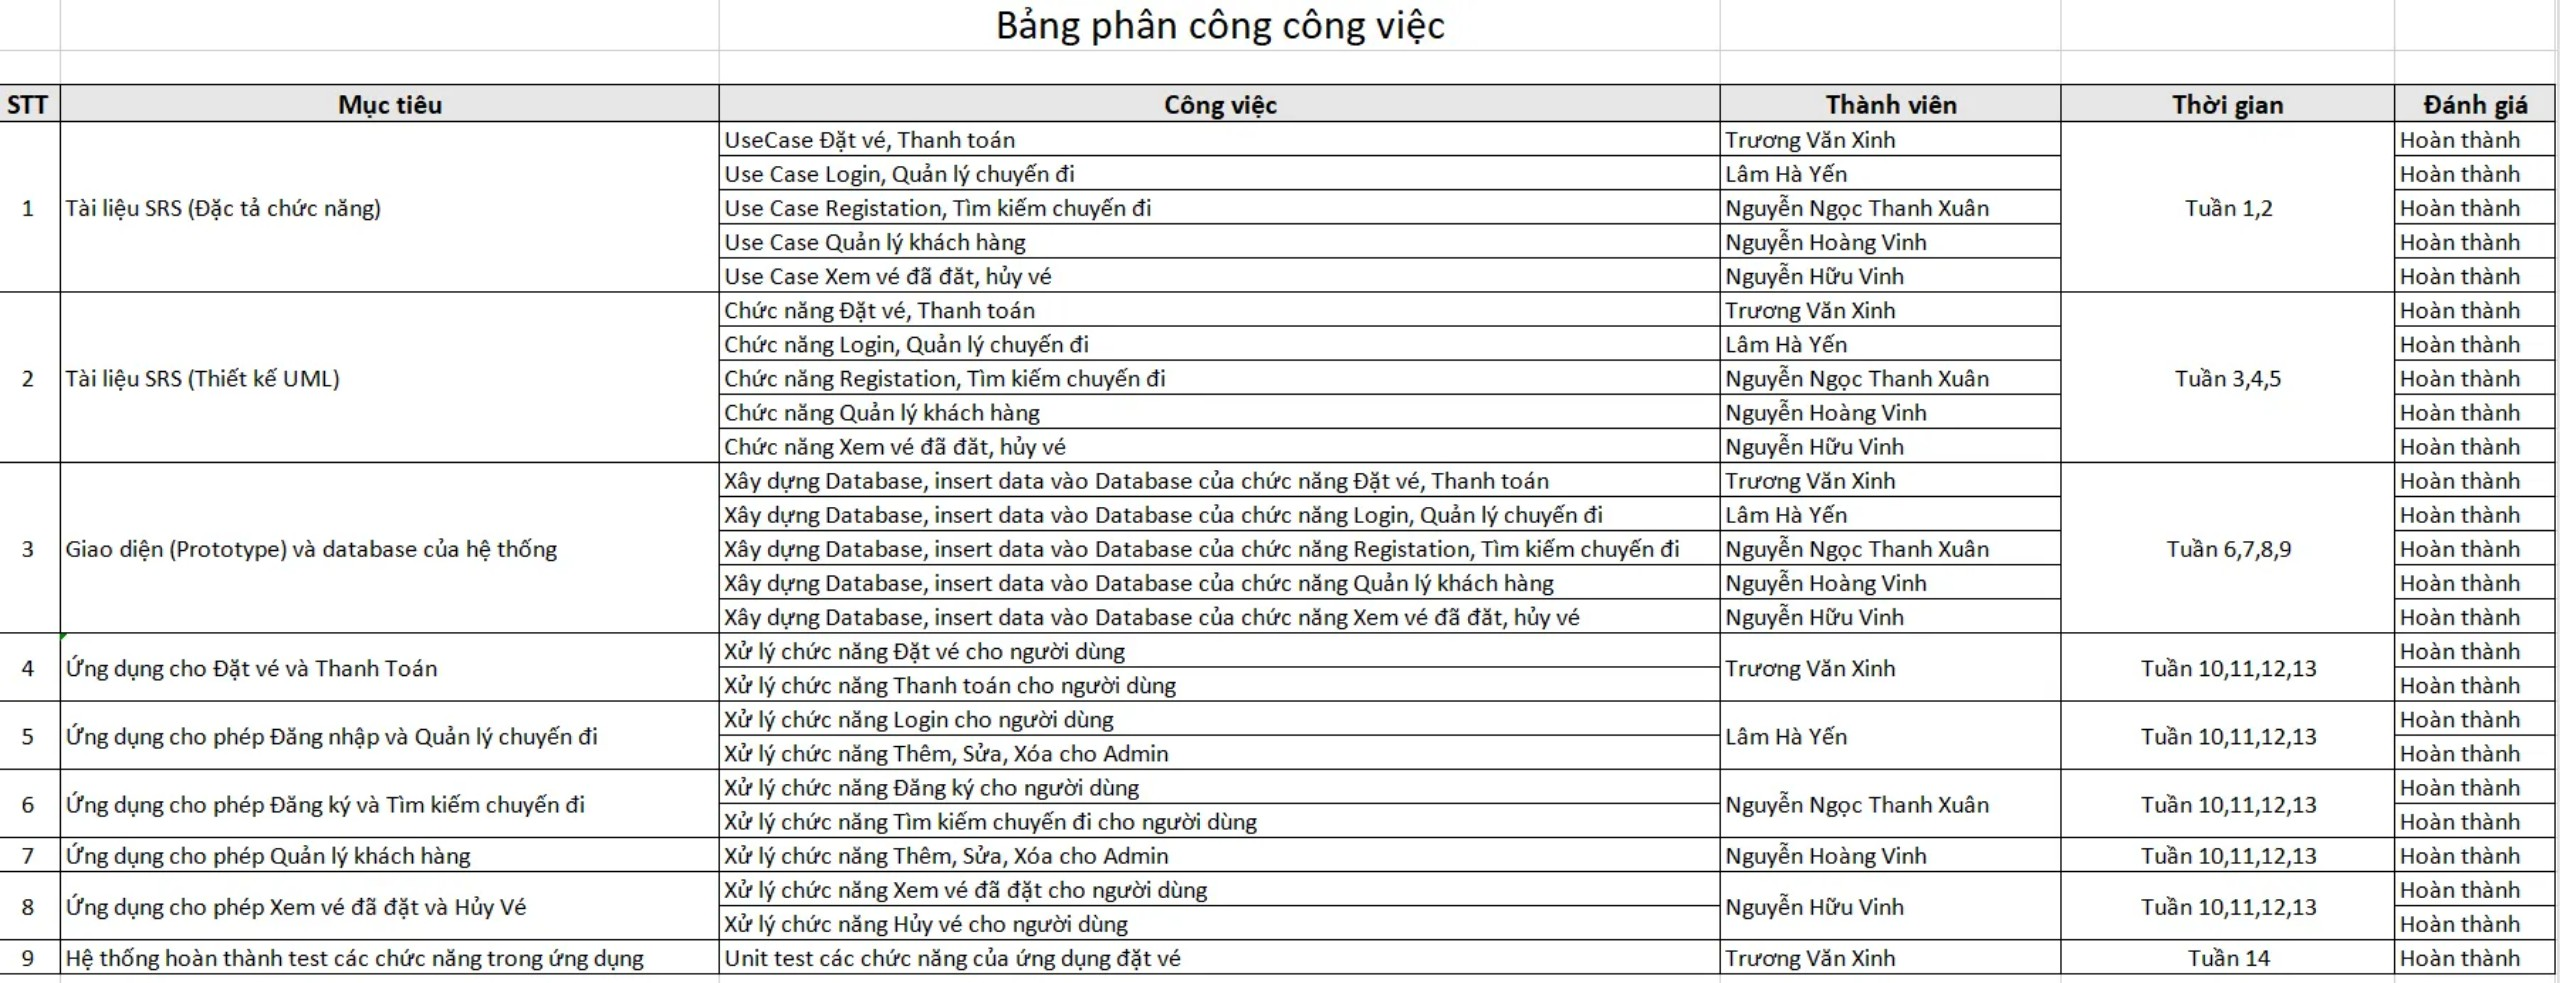 Bảng phân công công việc
STT Mục tiêu Công việc Thành viên Thời gian Đánh giá
1 Tài liệu SRS (Đặc tả chức năng) UseCase Đặt vé, Thanh toán Trương Văn Xinh Tuần 1,2 Hoàn thành
Use Case Login, Quản lý chuyến đi Lâm Hà Yến Hoàn thành
Use Case Registation, Tìm kiếm chuyến đi Nguyễn Ngọc Thanh Xuân Hoàn thành
Use Case Quản lý khách hàng Nguyễn Hoàng Vinh Hoàn thành
Use Case Xem vé đã đăt, hủy vé Nguyễn Hữu Vinh Hoàn thành
2 Tài liệu SRS (Thiết kế UML) Chức năng Đặt vé, Thanh toán Trương Văn Xinh Tuần 3,4,5 Hoàn thành
Chức năng Login, Quản lý chuyến đi Lâm Hà Yến Hoàn thành
Chức năng Registation, Tìm kiếm chuyến đi Nguyễn Ngọc Thanh Xuân Hoàn thành
Chức năng Quản lý khách hàng Nguyễn Hoàng Vinh Hoàn thành
Chức năng Xem vé đã đăt, hủy vé Nguyễn Hữu Vinh Hoàn thành
3 Giao diện (Prototype) và database của hệ thống Xây dựng Database, insert data vào Database của chức năng Đặt vé, Thanh toán Trương Văn Xinh Tuần 6,7,8,9 Hoàn thành
Xây dựng Database, insert data vào Database của chức năng Login, Quản lý chuyến đi Lâm Hà Yến Hoàn thành
Xây dựng Database, insert data vào Database của chức năng Registation, Tìm kiếm chuyến đi Nguyễn Ngọc Thanh Xuân Hoàn thành
Xây dựng Database, insert data vào Database của chức năng Quản lý khách hàng Nguyễn Hoàng Vinh Hoàn thành
Xây dựng Database, insert data vào Database của chức năng Xem vé đã đăt, hủy vé Nguyễn Hữu Vinh Hoàn thành
4 Ứng dụng cho Đặt vé và Thanh Toán Xử lý chức năng Đặt vé cho người dùng Trương Văn Xinh Tuần 10,11,12,13 Hoàn thành
Xử lý chức năng Thanh toán cho người dùng Hoàn thành
5 Ứng dụng cho phép Đăng nhập và Quản lý chuyến đi Xử lý chức năng Login cho người dùng Lâm Hà Yến Tuần 10,11,12,13 Hoàn thành
Xử lý chức năng Thêm, Sửa, Xóa cho Admin Hoàn thành
6 Ứng dụng cho phép Đăng ký và Tìm kiếm chuyến đi Xử lý chức năng Đăng ký cho người dùng Nguyễn Ngọc Thanh Xuân Tuần 10,11,12,13 Hoàn thành
Xử lý chức năng Tìm kiếm chuyến đi cho người dùng Hoàn thành
7 Ứng dụng cho phép Quản lý khách hàng Xử lý chức năng Thêm, Sửa, Xóa cho Admin Nguyễn Hoàng Vinh Tuần 10,11,12,13 Hoàn thành
8 Ứng dụng cho phép Xem vé đã đặt và Hủy Vé Xử lý chức năng Xem vé đã đặt cho người dùng Nguyễn Hữu Vinh Tuần 10,11,12,13 Hoàn thành
Xử lý chức năng Hủy vé cho người dùng Hoàn thành
9 Hệ thống hoàn thành test các chức năng trong ứng dụng Unit test các chức năng của ứng dụng đặt vé Trương Văn Xinh Tuần 14 Hoàn thành